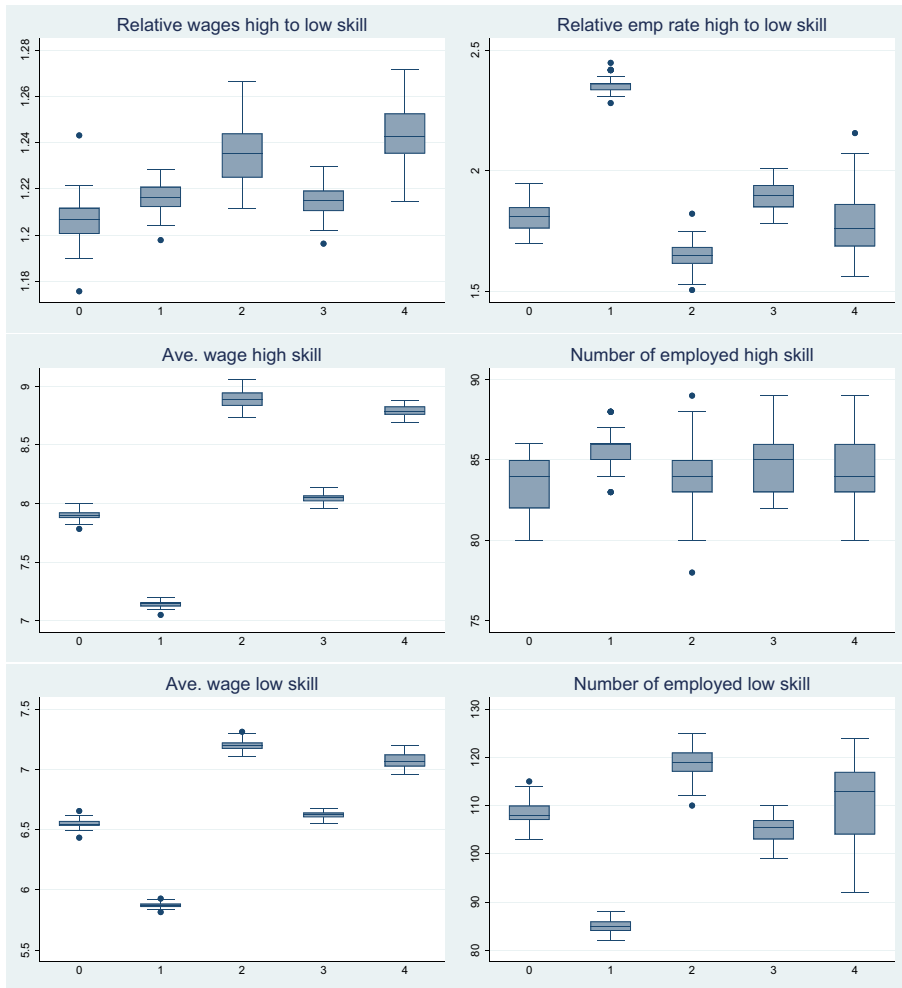 Relative wages high to low skill
1.28
1.26
1.24
1.22
1.2
1.18
0 1 2 3 4
Relative emp rate high to low skill
2.5
2
1.5
0 1 2 3 4
Ave. wage high skill
9
8.5
8
7.5
7
0 1 2 3 4
Number of employed high skill
90
85
80
75
0 1 2 3 4
Ave. wage low skill
7.5
7
6.5
6
5.5
0 1 2 3 4
Number of employed low skill
130
120
110
100
90
80
0 1 2 3 4